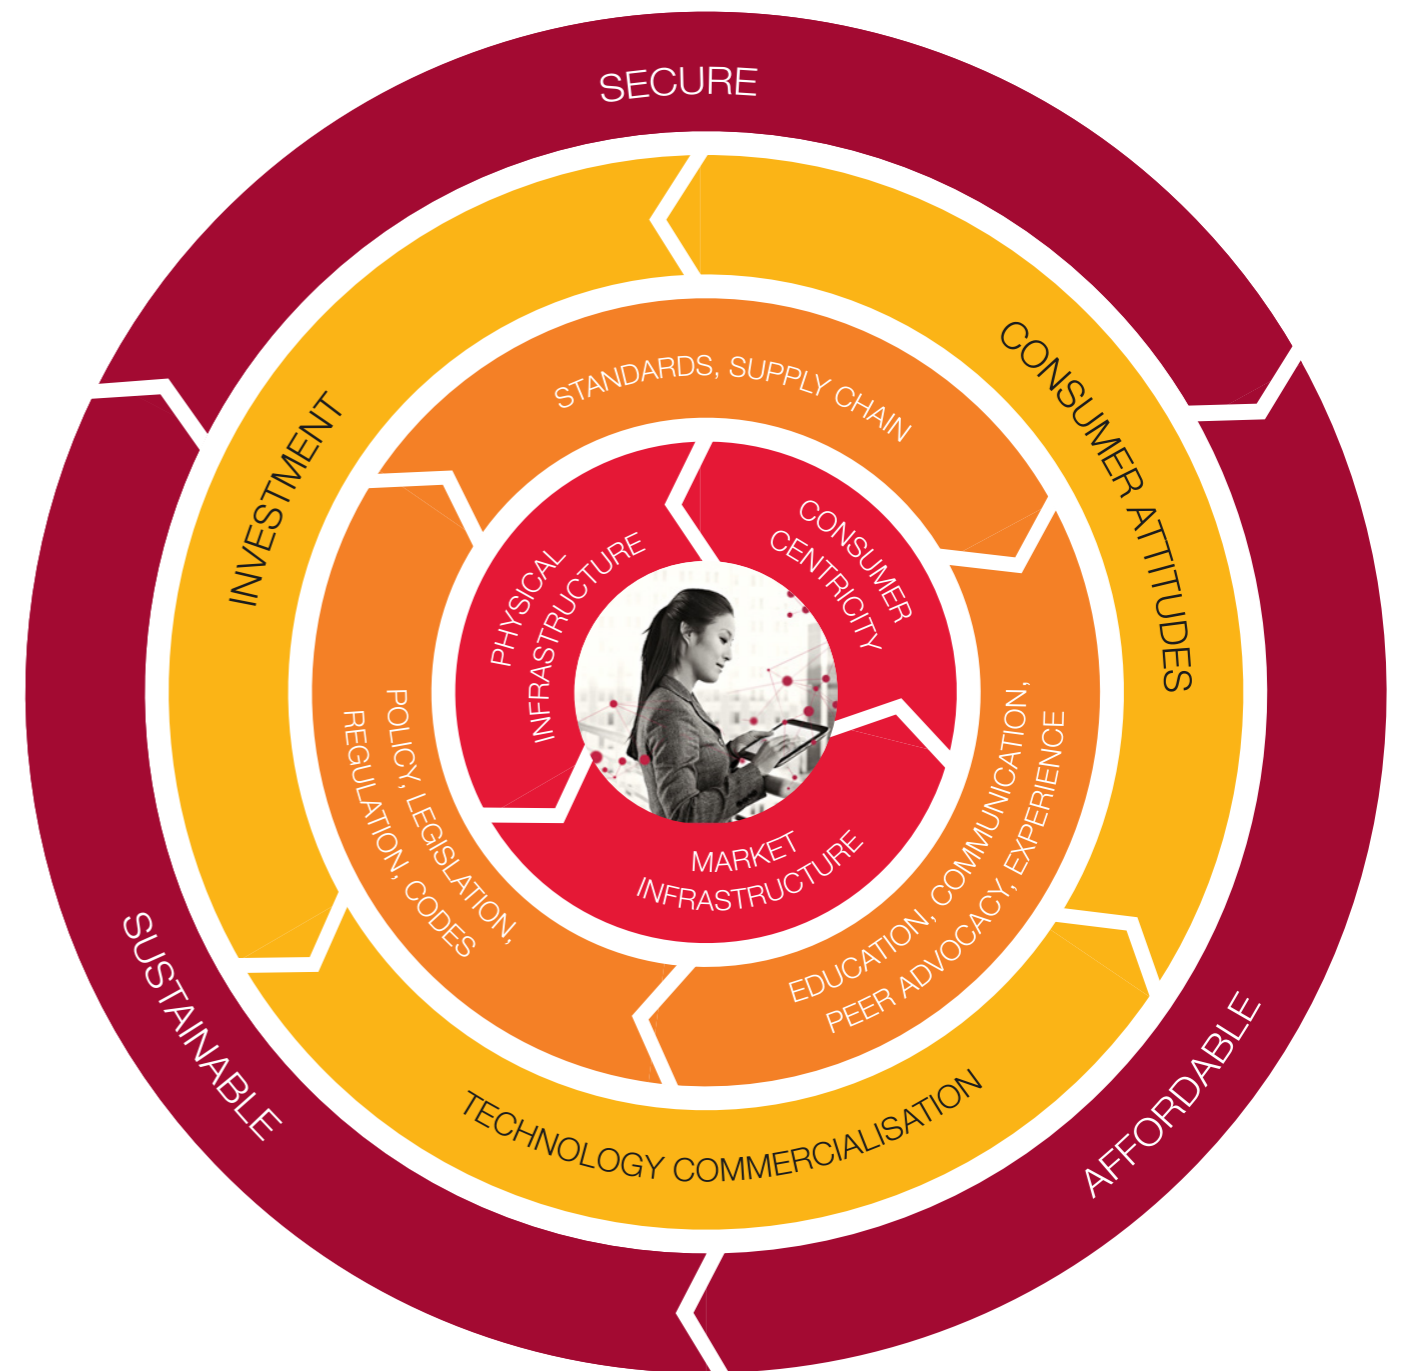 SECURE
AFFORDABLE
SUSTAINABLE
INVESTMENT
CONSUMER ATTITUDES
TECHNOLOGY COMMERCIALISATION
STANDARDS, SUPPLY CHAIN
EDUCATION, COMMUNICATION,
PEER ADVOCACY, EXPERIENCE
POLICY, LEGISLATION,
REGULATION, CODES
PHYSICAL
INFRASTRUCTURE
CONSUMER
CENTRICITY
MARKET
INFRASTRUCTURE